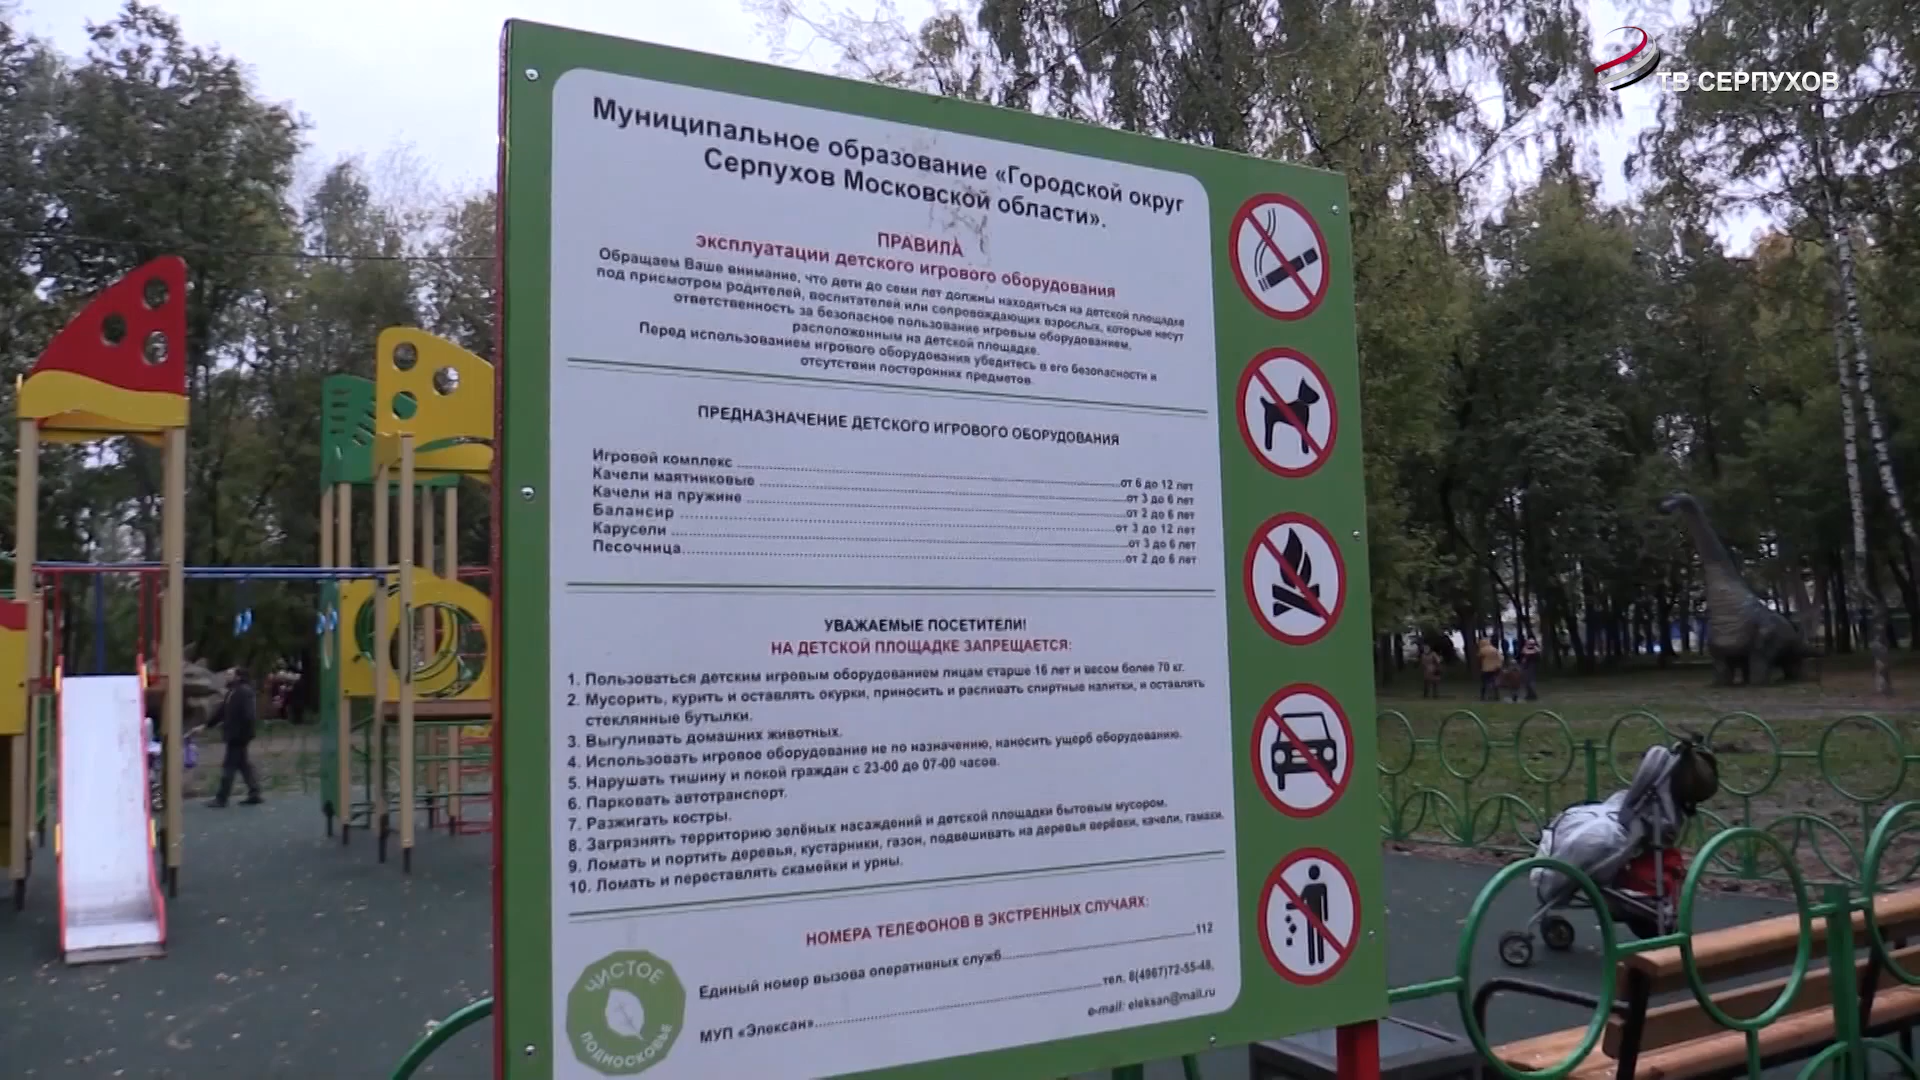 ТВ СЕРПУХОВ
Муниципальное образование «Городской округ
Серпухов Московской области».
ПРАВИЛА
эксплуатации детского игрового оборудования
Обращаем Ваше внимание, что дети до семи лет должны находиться на детской площадке
под присмотром родителей, воспитателей или сопровождающих взрослых, которые несут
ответственность за безопасное пользование игровым оборудованием,
расположенным на детской площадке.
Перед использованием игрового оборудования убедитесь в его безопасности и
отсутствии посторонних предметов.
ПРЕДНАЗНАЧЕНИЕ ДЕТСКОГО ИГРОВОГО ОБОРУДОВАНИЯ
Игровой комплекс ........ от 6 до 12 лет
Качели маятниковые ........ от 3 до 6 лет
Качели на пружине ........ от 2 до 6 лет
Балансир ........ от 3 до 12 лет
Карусели ........ от 3 до 6 лет
Песочница........ от 2 до 6 лет
УВАЖАЕМЫЕ ПОСЕТИТЕЛИ!
НА ДЕТСКОЙ ПЛОЩАДКЕ ЗАПРЕЩАЕТСЯ:
1. Пользоваться детским игровым оборудованием лицам старше 16 лет и весом более 70 кг.
2. Мусорить, курить и оставлять окурки, приносить и распивать спиртные напитки, и оставлять
стеклянные бутылки.
3. Выгуливать домашних животных.
4. Использовать игровое оборудование не по назначению, наносить ущерб оборудованию.
5. Нарушать тишину и покой граждан с 23-00 до 07-00 часов.
6. Парковать автотранспорт.
7. Разжигать костры.
8. Загрязнять территорию зелёных насаждений и детской площадки бытовым мусором.
9. Ломать и портить деревья, кустарники, газон, подвешивать на деревья верёвки, качели, гамаки.
10. Ломать и переставлять скамейки и урны.
НОМЕРА ТЕЛЕФОНОВ В ЭКСТРЕННЫХ СЛУЧАЯХ:
Единый номер вызова оперативных служб........112
МУП «Элексан»........тел. 8(4967)72-55-48,
e-mail: eleksan@mail.ru
ЧИСТОЕ
ПОДМОСКОВЬЕ